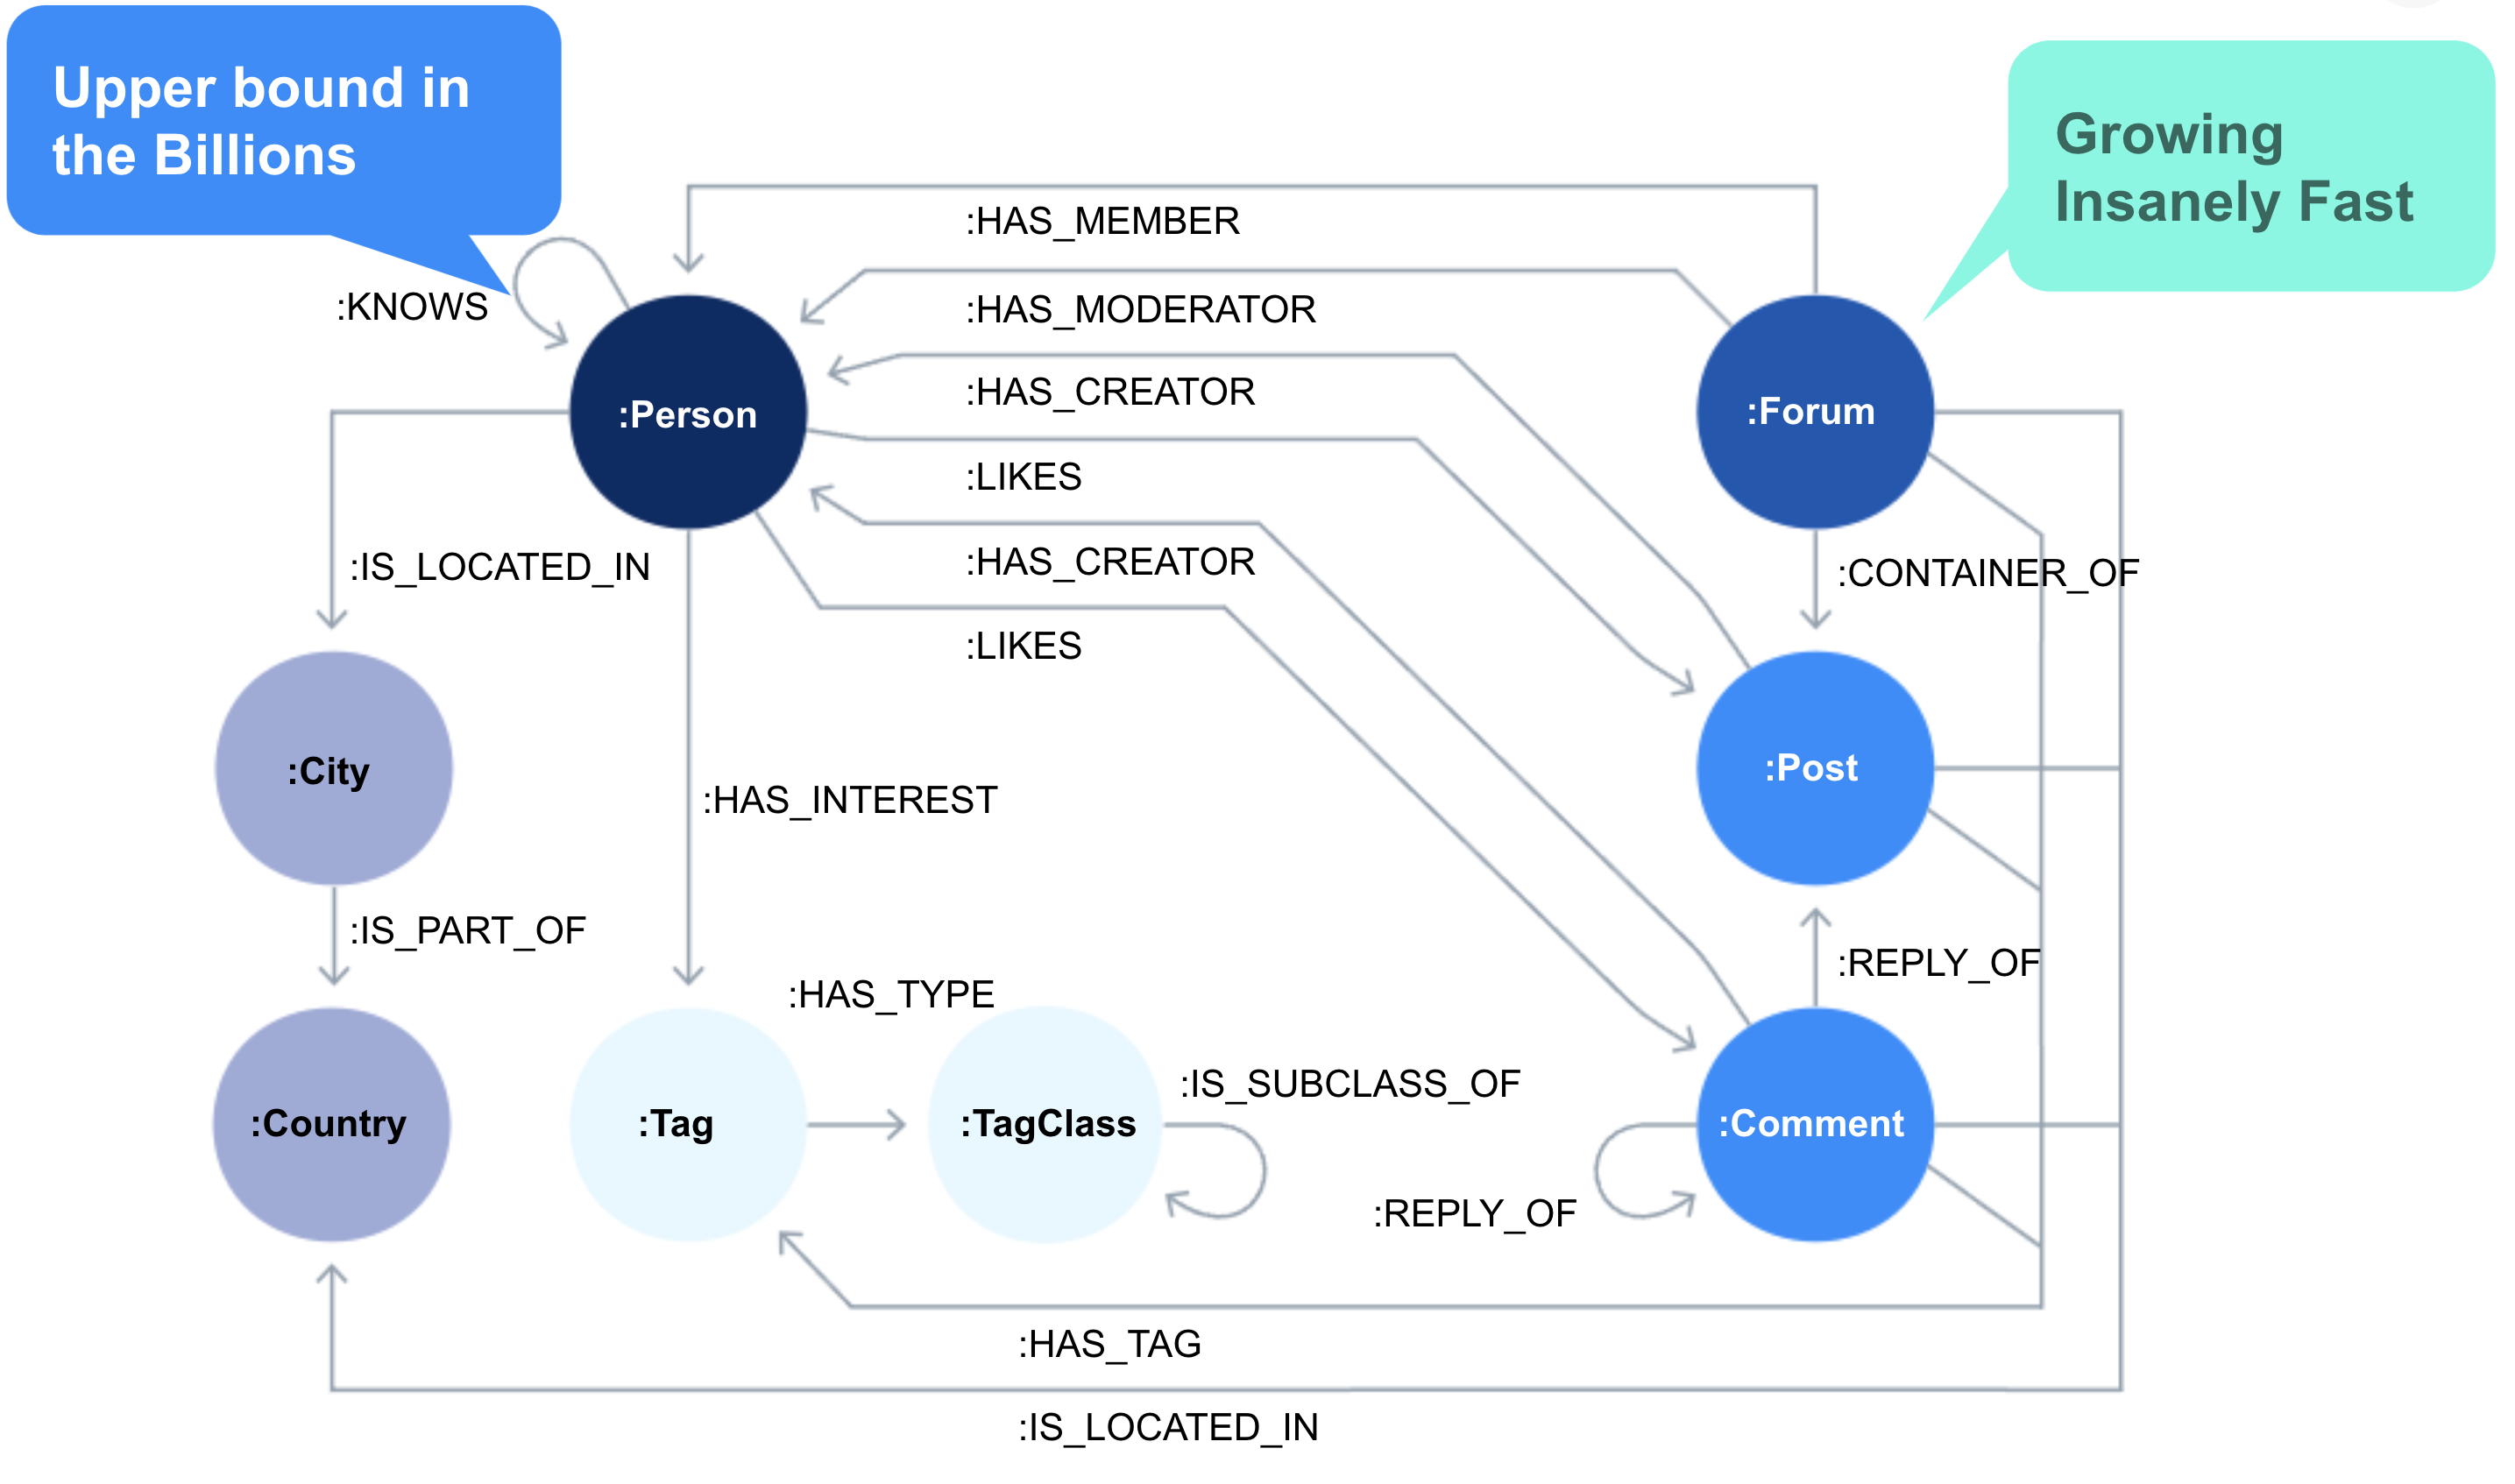 Upper bound in
the Billions
Growing
Insanely Fast
:HAS_MEMBER
:KNOWS
:HAS_MODERATOR
:HAS_CREATOR
:Person
:Forum
:LIKES
:IS_LOCATED_IN
:HAS_CREATOR
:CONTAINER_OF
:LIKES
:City
:Post
:HAS_INTEREST
:IS_PART_OF
:REPLY_OF
:HAS_TYPE
:IS_SUBCLASS_OF
:Country
:Tag
:TagClass
:Comment
:REPLY_OF
:HAS_TAG
:IS_LOCATED_IN